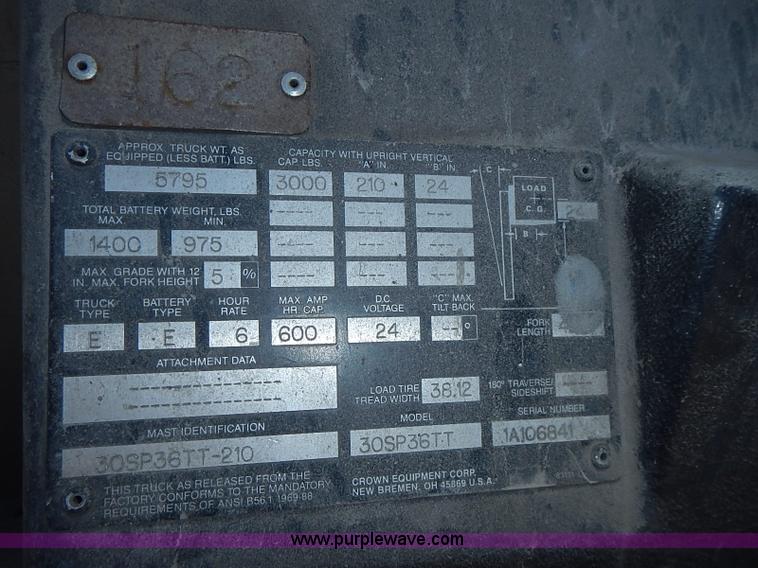 162
APPROX. TRUCK WT. AS
EQUIPPED (LESS BATT.) LBS.
5795
CAPACITY WITH UPRIGHT VERTICAL
CAP. LBS. "A" IN. "B" IN.
3000 210 24
---- --- ---
---- --- ---
---- ---
TOTAL BATTERY WEIGHT, LBS.
MAX. MIN.
1400 975
MAX. GRADE WITH 12
IN. MAX. FORK HEIGHT
5 %
C
LOAD
C.G.
B
TRUCK
TYPE
E
BATTERY
TYPE
E
HOUR
RATE
6
MAX AMP
HR CAP.
600
D.C.
VOLTAGE
24
"C" MAX.
TILT BACK
-- °
FORK
LENGTH
ATTACHMENT DATA
LOAD TIRE
TREAD WIDTH
38.12
180° TRAVERSE/
SIDESHIFT
MAST IDENTIFICATION
30SP36TT-210
MODEL
30SP36TT
SERIAL NUMBER
1A106841
THIS TRUCK AS RELEASED FROM THE
FACTORY CONFORMS TO THE MANDATORY
REQUIREMENTS OF ANSI B56.1 1969-88
CROWN EQUIPMENT CORP.
NEW BREMEN, OH 45869 U.S.A.
www.purplewave.com